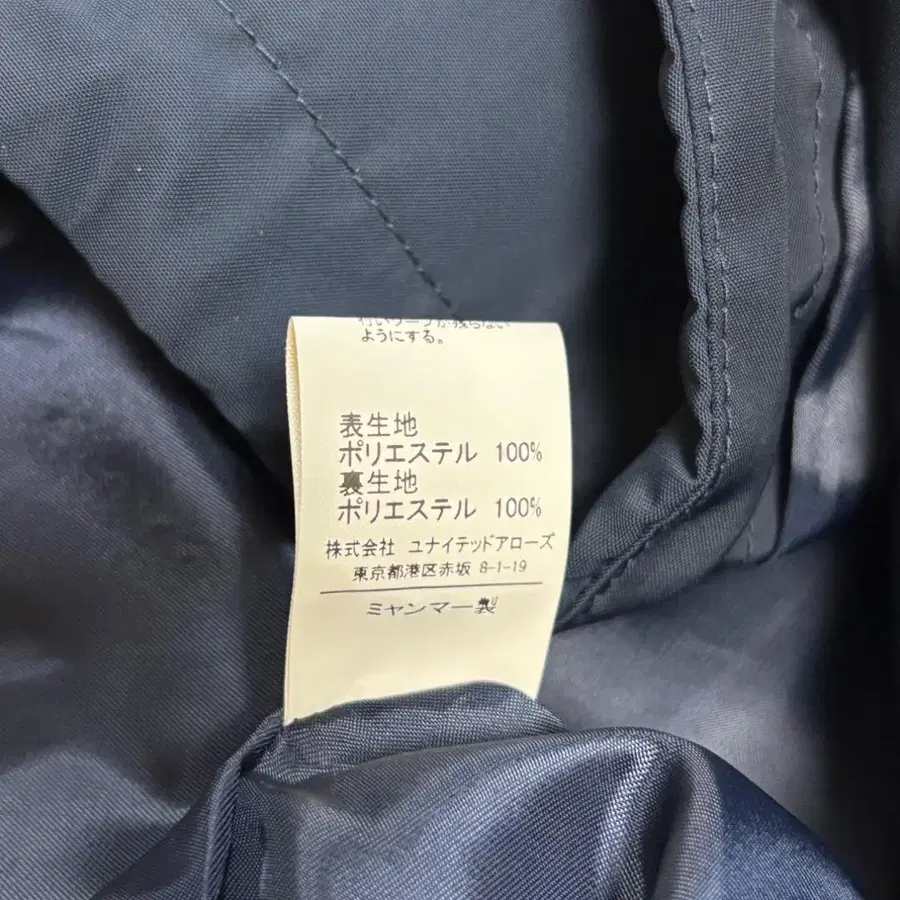 ようにする。
表生地
ポリエステル 100%
裏生地
ポリエステル 100%
株式会社 ユナイテッドアローズ
東京都港区赤坂 8-1-19
ミャンマー製